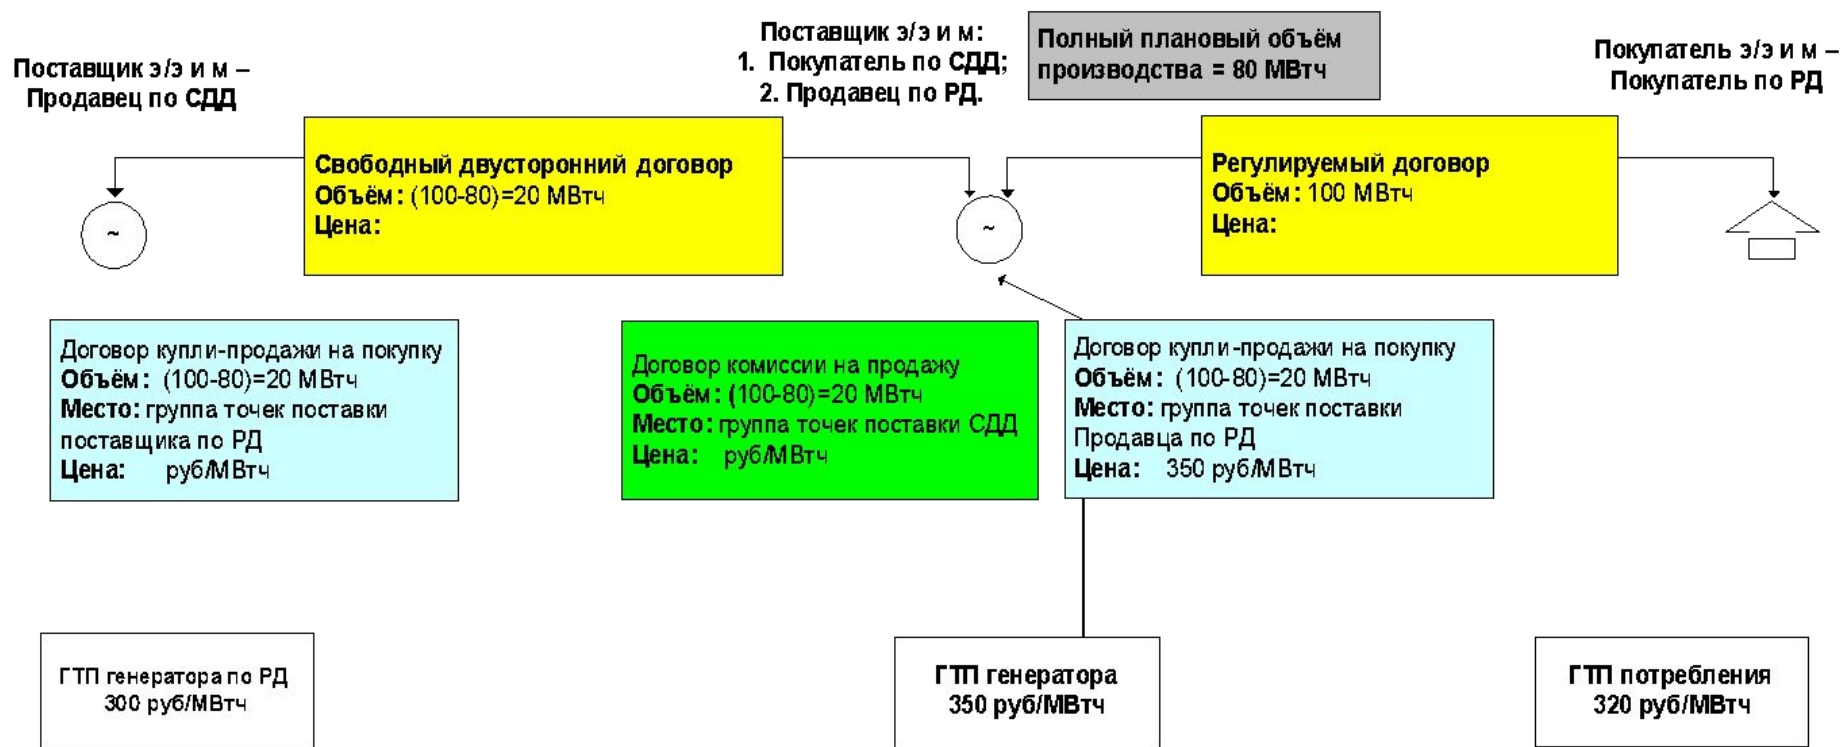 Поставщик э/э и м –
Продавец по СДД
Поставщик э/э и м:
1. Покупатель по СДД;
2. Продавец по РД.
Полный плановый объём
производства = 80 МВтч
Покупатель э/э и м –
Покупатель по РД
Свободный двусторонний договор
Объём: (100-80)=20 МВтч
Цена:
Регулируемый договор
Объём: 100 МВтч
Цена:
~
~
Договор купли-продажи на покупку
Объём: (100-80)=20 МВтч
Место: группа точек поставки
поставщика по РД
Цена: руб/МВтч
Договор комиссии на продажу
Объём: (100-80)=20 МВтч
Место: группа точек поставки СДД
Цена: руб/МВтч
Договор купли-продажи на покупку
Объём: (100-80)=20 МВтч
Место: группа точек поставки
Продавца по РД
Цена: 350 руб/МВтч
ГТП генератора по РД
300 руб/МВтч
ГТП генератора
350 руб/МВтч
ГТП потребления
320 руб/МВтч